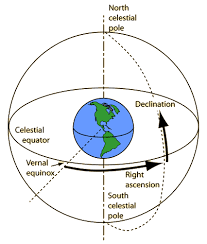 North
celestial
pole
Declination
Celestial
equator
Vernal
equinox
Right
ascension
South
celestial
pole